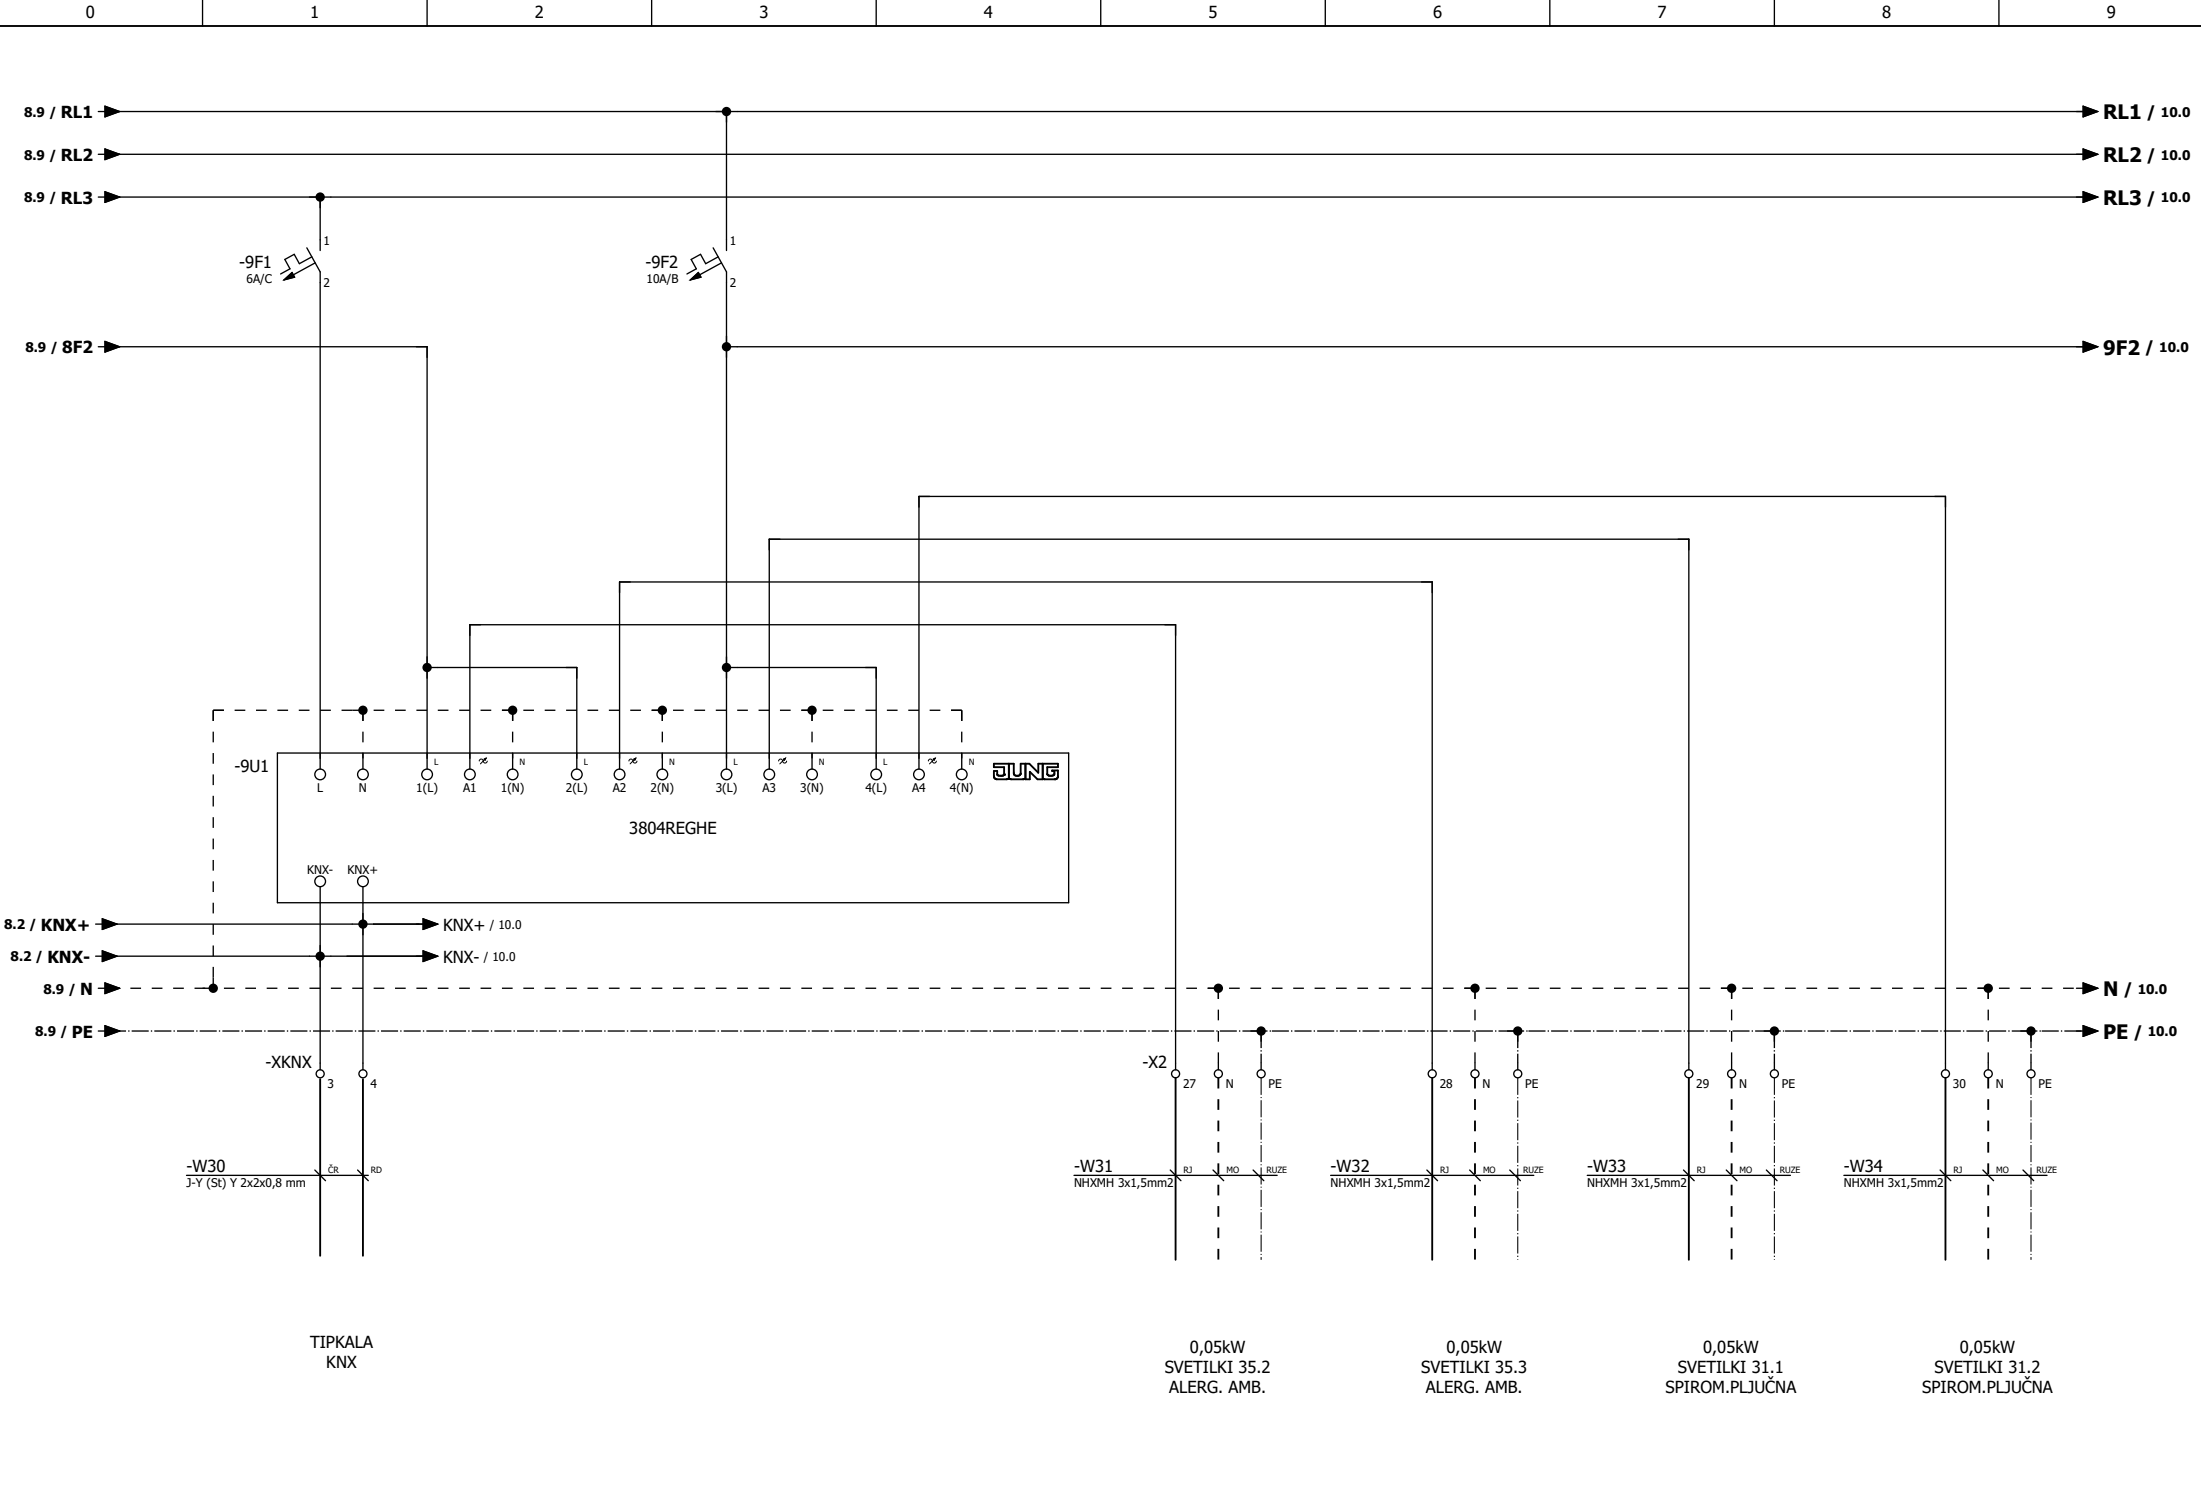 0 1 2 3 4 5 6 7 8 9
8.9 / RL1
RL1 / 10.0
8.9 / RL2
RL2 / 10.0
8.9 / RL3
RL3 / 10.0
1
1
-9F1
-9F2
6A/C
10A/B
2
2
8.9 / 8F2
9F2 / 10.0
-9U1
L N L N L N L N
JUNG
L N 1(L) A1 1(N) 2(L) A2 2(N) 3(L) A3 3(N) 4(L) A4 4(N)
3804REGHE
KNX- KNX+
8.2 / KNX+
KNX+ / 10.0
8.2 / KNX-
KNX- / 10.0
8.9 / N
N / 10.0
8.9 / PE
PE / 10.0
-XKNX
-X2
3 4 27 N PE 28 N PE 29 N PE 30 N PE
-W30 ČR RD
J-Y (St) Y 2x2x0,8 mm
-W31 RJ MO RUZE
NHXMH 3x1,5mm2
-W32 RJ MO RUZE
NHXMH 3x1,5mm2
-W33 RJ MO RUZE
NHXMH 3x1,5mm2
-W34 RJ MO RUZE
NHXMH 3x1,5mm2
TIPKALA
KNX
0,05kW
SVETILKI 35.2
ALERG. AMB.
0,05kW
SVETILKI 35.3
ALERG. AMB.
0,05kW
SVETILKI 31.1
SPIROM.PLJUČNA
0,05kW
SVETILKI 31.2
SPIROM.PLJUČNA